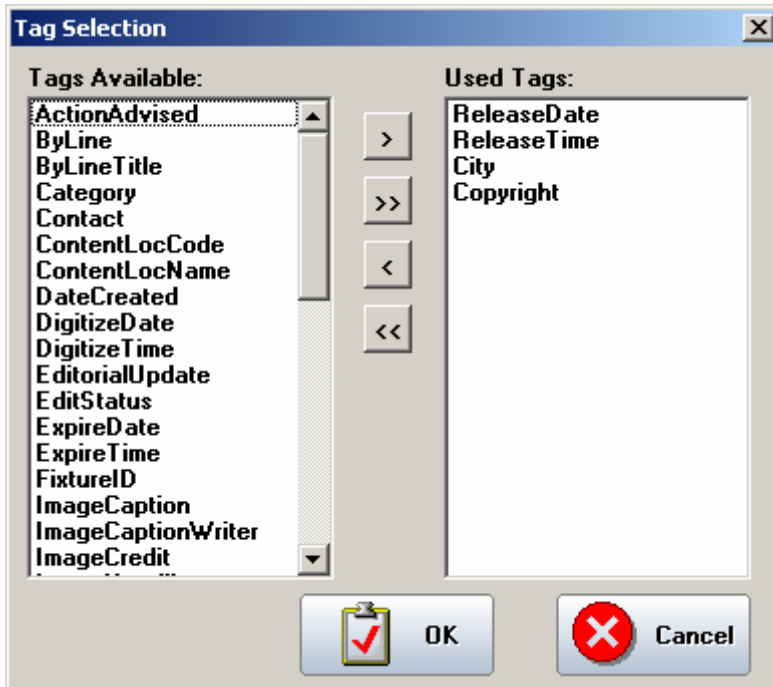 Tag Selection
Tags Available:
Used Tags:
ActionAdvised
ByLine
ByLineTitle
Category
Contact
ContentLocCode
ContentLocName
DateCreated
DigitizeDate
DigitizeTime
EditorialUpdate
EditStatus
ExpireDate
ExpireTime
FixtureID
ImageCaption
ImageCaptionWriter
ImageCredit
>
>>
<
<<
ReleaseDate
ReleaseTime
City
Copyright
OK
Cancel